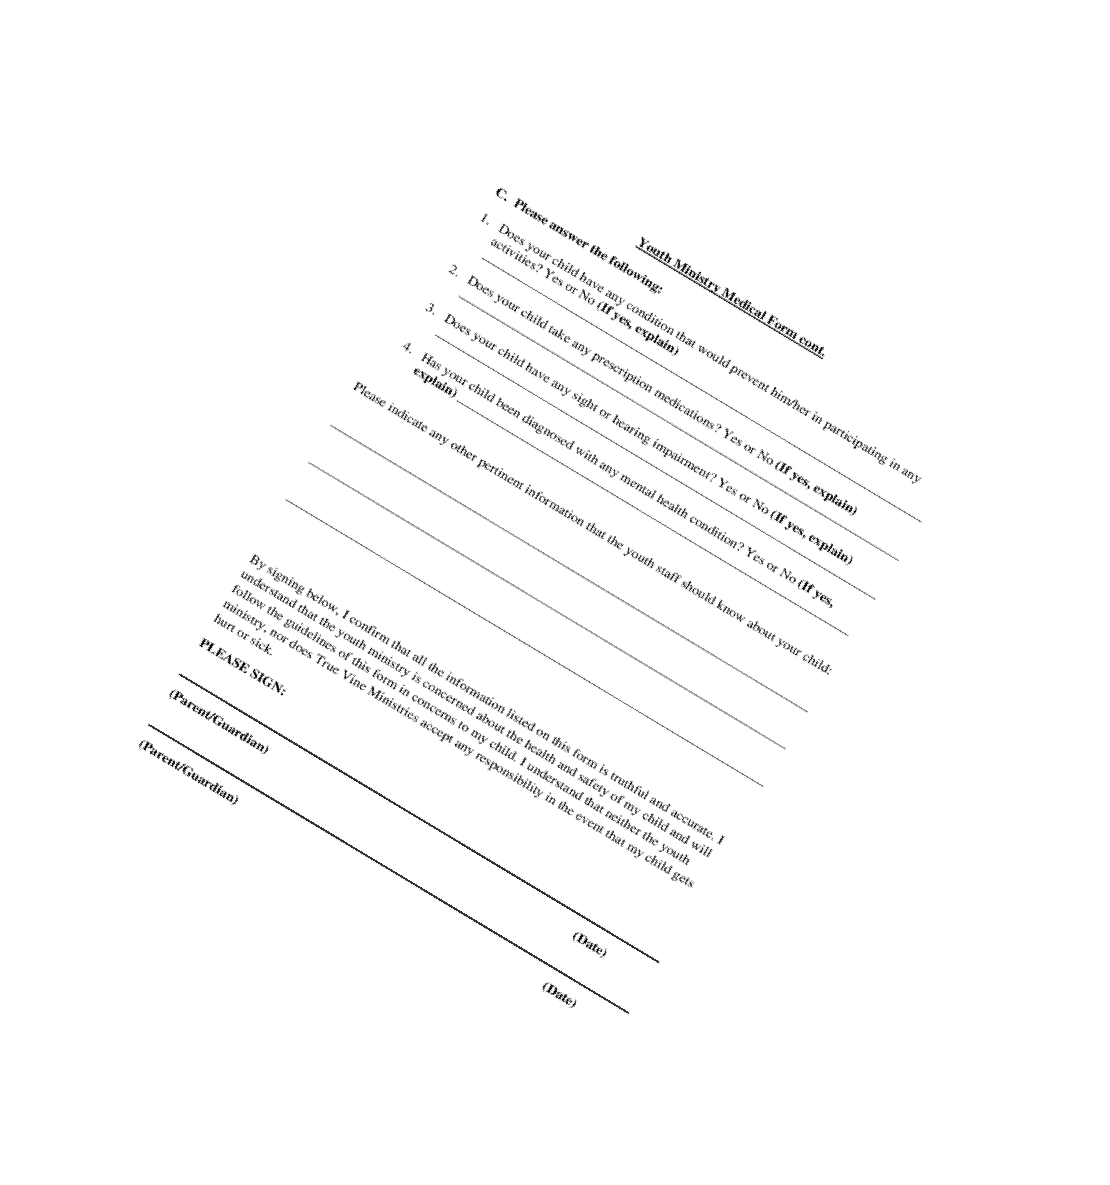 Youth Ministry Medical Form cont.
C. Please answer the following:
1. Does your child have any condition that would prevent him/her in participating in any
activities? Yes or No (If yes, explain)
2. Does your child take any prescription medications? Yes or No (If yes, explain)
3. Does your child have any sight or hearing impairment? Yes or No (If yes, explain)
4. Has your child been diagnosed with any mental health condition? Yes or No (If yes,
explain)
Please indicate any other pertinent information that the youth staff should know about your child:
By signing below, I confirm that all the information listed on this form is truthful and accurate. I
understand that the youth ministry is concerned about the health and safety of my child and will
follow the guidelines of this form in concerns to my child. I understand that neither the youth
ministry, nor does True Vine Ministries accept any responsibility in the event that my child gets
hurt or sick.
PLEASE SIGN:
(Parent/Guardian) (Date)
(Parent/Guardian) (Date)